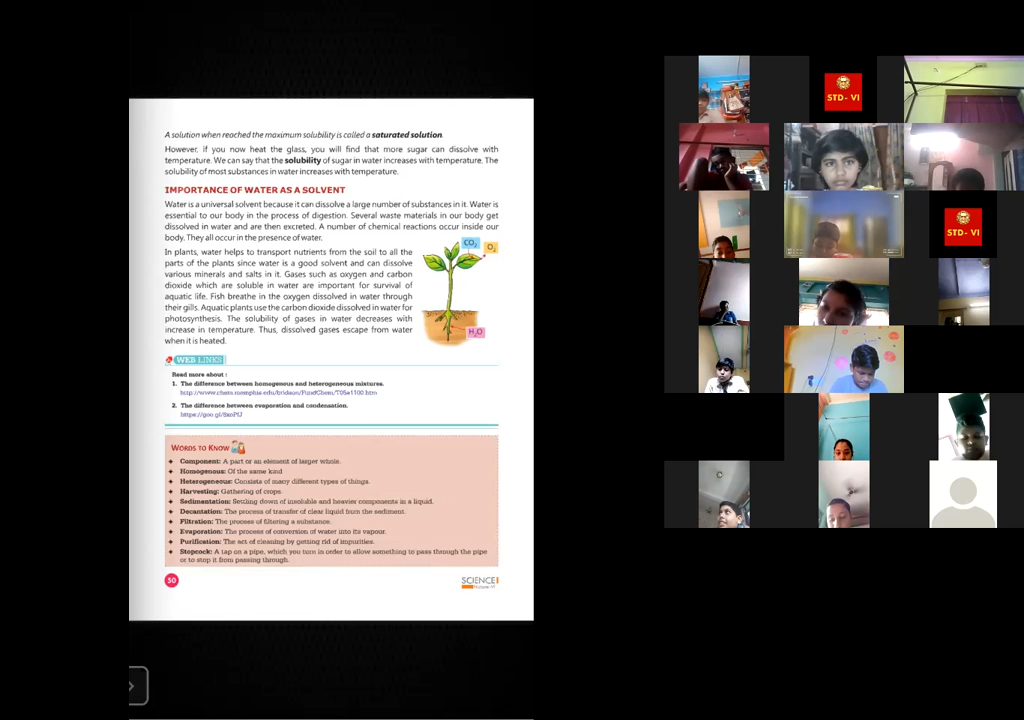 A solution when reached the maximum solubility is called a saturated solution.
However, if you now heat the glass, you will find that more sugar can dissolve with
temperature. We can say that the solubility of sugar in water increases with temperature. The
solubility of most substances in water increases with temperature.
IMPORTANCE OF WATER AS A SOLVENT
Water is a universal solvent because it can dissolve a large number of substances in it. Water is
essential to our body in the process of digestion. Several waste materials in our body get
dissolved in water and are then excreted. A number of chemical reactions occur inside our
body. They all occur in the presence of water.
In plants, water helps to transport nutrients from the soil to all the
parts of the plants since water is a good solvent and can dissolve
various minerals and salts in it. Gases such as oxygen and carbon
dioxide which are soluble in water are important for survival of
aquatic life. Fish breathe in the oxygen dissolved in water through
their gills. Aquatic plants use the carbon dioxide dissolved in water for
photosynthesis. The solubility of gases in water decreases with
increase in temperature. Thus, dissolved gases escape from water
when it is heated.
CO₂
O₂
H₂O
WEB LINKS
Read more about :
1. The difference between homogenous and heterogeneous mixtures.
2. The difference between evaporation and condensation.
WORDS TO KNOW
✦ Component: A part or an element of larger whole.
✦ Homogenous: Of the same kind
✦ Heterogeneous: Consists of many different types of things.
✦ Harvesting: Gathering of crops.
✦ Sedimentation: Settling down of insoluble and heavier components in a liquid.
✦ Decantation: The process of transfer of clear liquid from the sediment.
✦ Filtration: The process of filtering a substance.
✦ Evaporation: The process of conversion of water into its vapour.
✦ Purification: The act of cleaning by getting rid of impurities.
✦ Stopcock: A tap on a pipe, which you turn in order to allow something to pass through the pipe
or to stop it from passing through.
50
SCIENCE
STD- VI
STD- VI